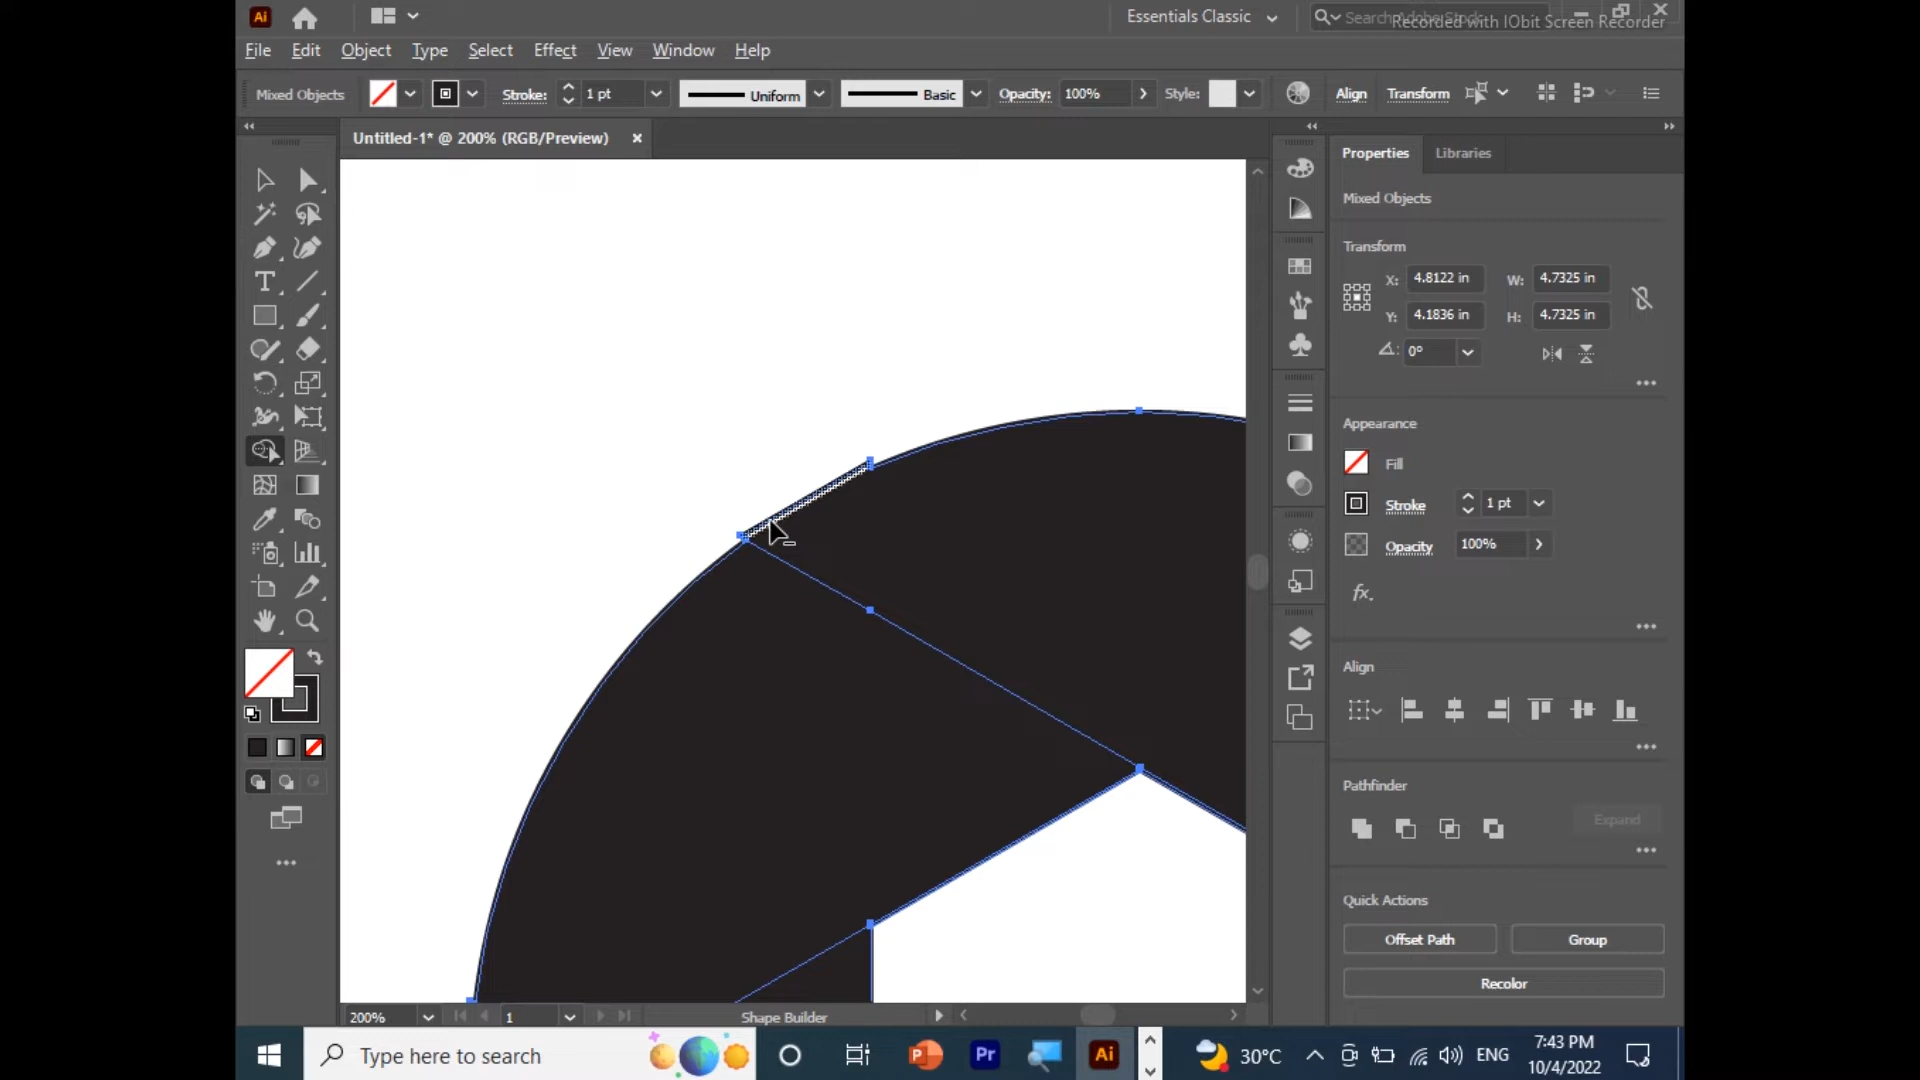 Ai
Essentials Classic
Search Adobe Stock
Recorded with IObit Screen Recorder
File Edit Object Type Select Effect View Window Help
Mixed Objects Stroke: 1 pt Uniform Basic Opacity: 100% Style: Align Transform
Untitled-1* @ 200% (RGB/Preview)
Properties Libraries
Mixed Objects
Transform
X: 4.8122 in W: 4.7325 in
Y: 4.1836 in H: 4.7325 in
0°
Appearance
Fill
Stroke 1 pt
Opacity 100%
fx.
Align
Pathfinder
Expand
Quick Actions
Offset Path Group
Recolor
200% 1 Shape Builder
Type here to search
P Pr Ai
30°C ENG
7:43 PM
10/4/2022